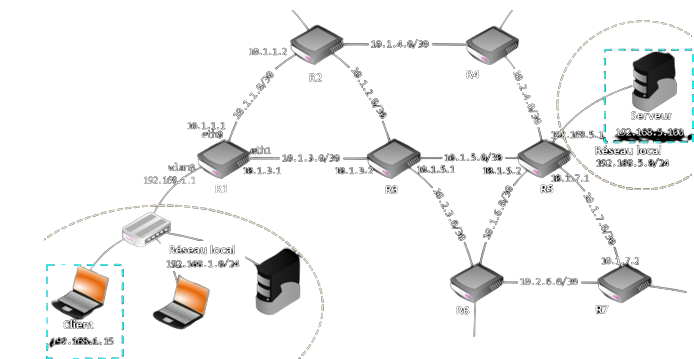 10.1.4.0/30
10.1.1.2
R2
R4
10.1.1.0/30
10.1.2.0/30
10.2.4.0/30
Serveur
192.168.5.100
10.1.1.1
eth0
192.168.5.1
Réseau local
192.168.5.0/24
eth1
10.1.3.0/30
10.1.5.0/30
wlan0
192.168.1.1
R1
10.1.3.1
10.1.3.2
R3
10.1.5.1
10.1.5.2
R5
10.1.7.1
10.2.3.0/30
10.1.6.0/30
10.1.7.0/30
Réseau local
192.168.1.0/24
10.1.7.2
10.2.6.0/30
R6
R7
Client
192.168.1.15